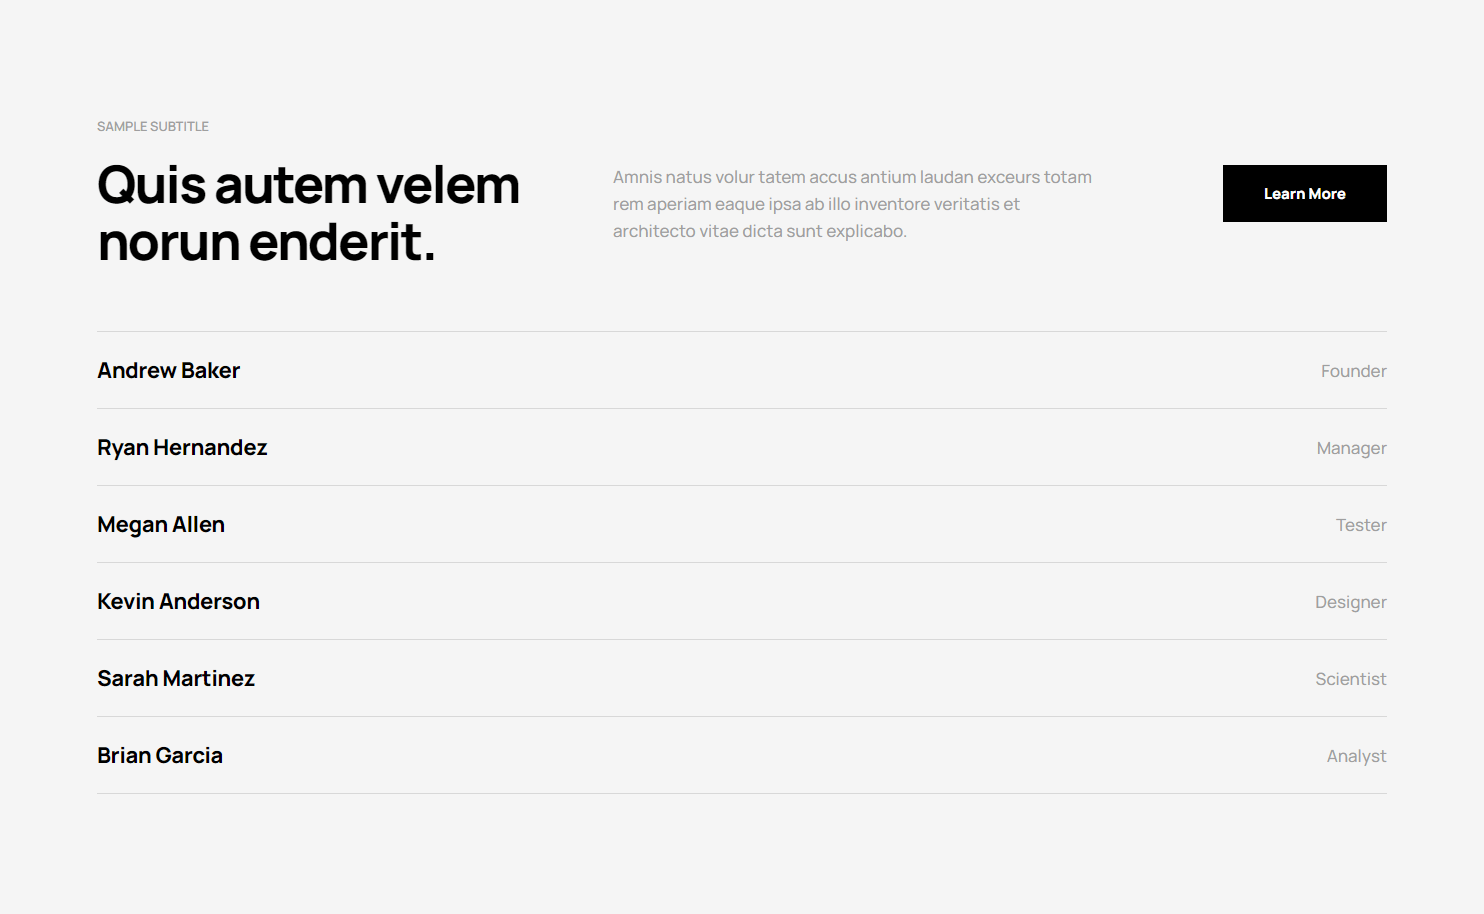 SAMPLE SUBTITLE
Quis autem velem
norun enderit.
Amnis natus volur tatem accus antium laudan exceurs totam
rem aperiam eaque ipsa ab illo inventore veritatis et
architecto vitae dicta sunt explicabo.
Learn More
Andrew Baker
Founder
Ryan Hernandez
Manager
Megan Allen
Tester
Kevin Anderson
Designer
Sarah Martinez
Scientist
Brian Garcia
Analyst